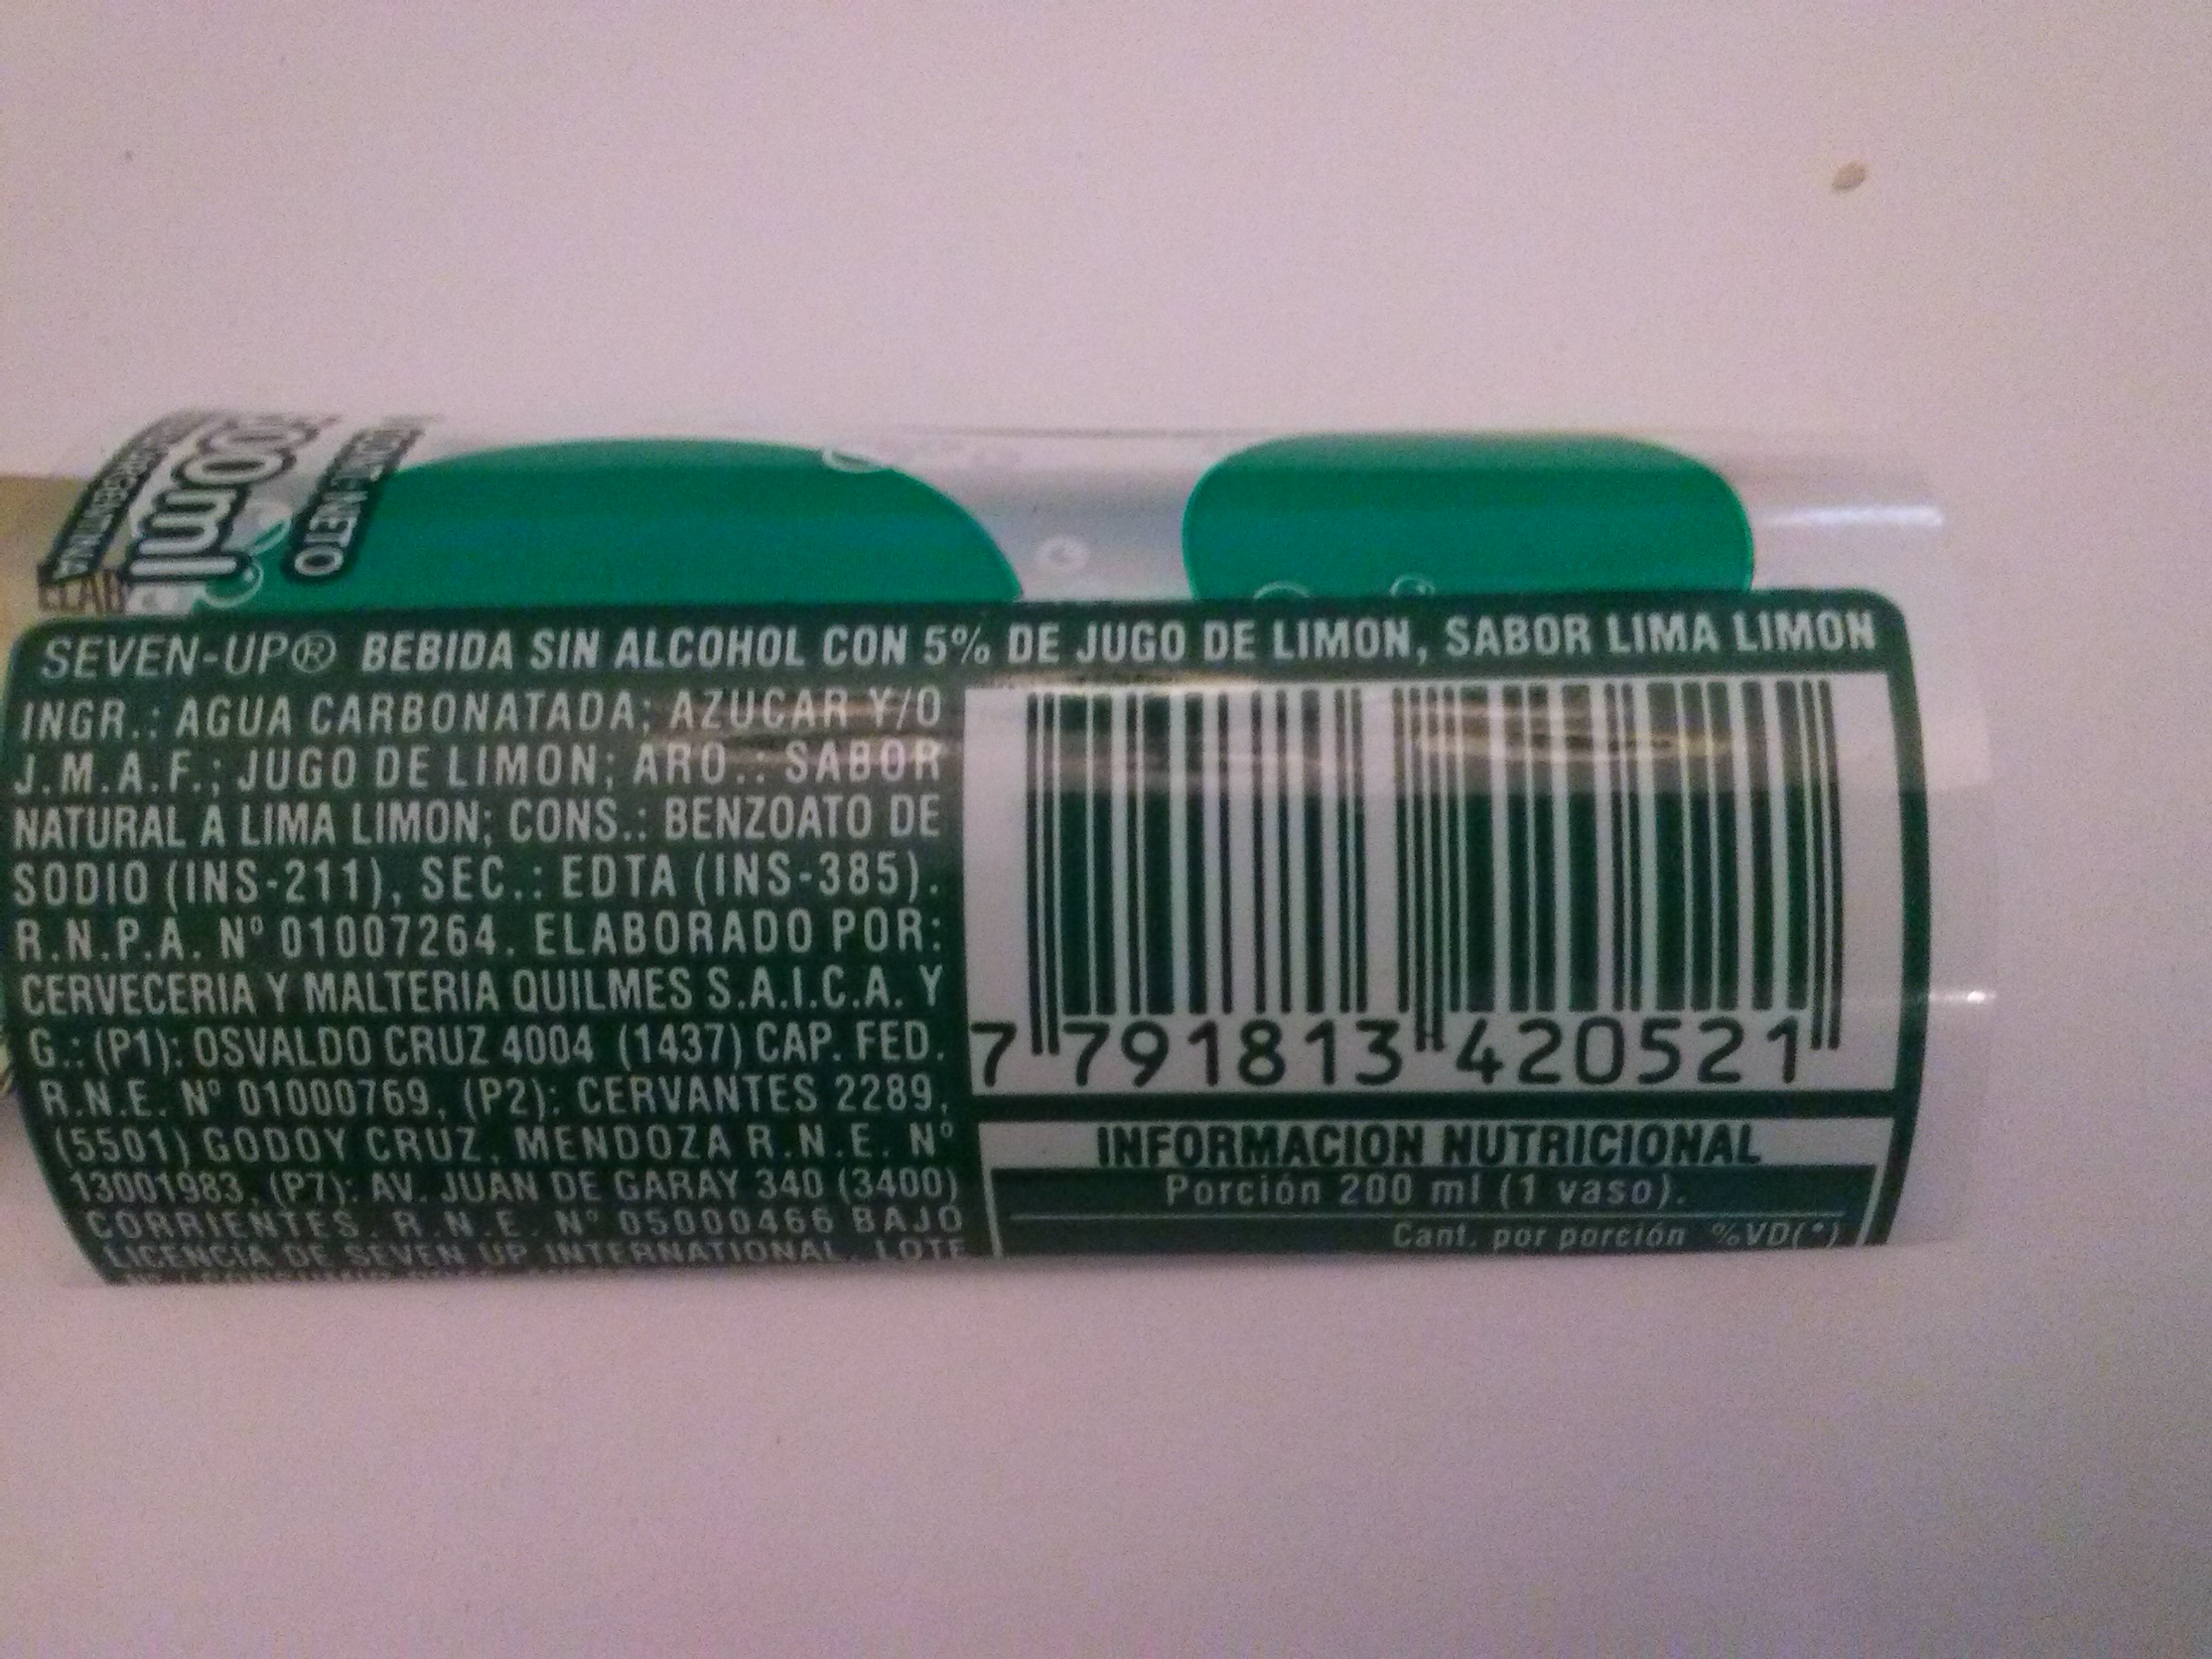 ml
NETO
SEVEN-UP® BEBIDA SIN ALCOHOL CON 5% DE JUGO DE LIMON, SABOR LIMA LIMON
INGR.: AGUA CARBONATADA; AZUCAR Y/O
J.M.A.F.; JUGO DE LIMON; ARO.: SABOR
NATURAL A LIMA LIMON; CONS.: BENZOATO DE
SODIO (INS-211), SEC.: EDTA (INS-385).
R.N.P.A. Nº 01007264. ELABORADO POR:
CERVECERIA Y MALTERIA QUILMES S.A.I.C.A. Y
G.: (P1): OSVALDO CRUZ 4004 (1437) CAP. FED.
R.N.E. Nº 01000769, (P2): CERVANTES 2289,
(5501) GODOY CRUZ, MENDOZA R.N.E. Nº
13001983, (P7): AV. JUAN DE GARAY 340 (3400)
CORRIENTES. R.N.E. Nº 05000466 BAJO
LICENCIA DE SEVEN UP INTERNATIONAL. LOTE
7 791813 420521
INFORMACION NUTRICIONAL
Porción 200 ml (1 vaso).
Cant. por porción %VD(*)